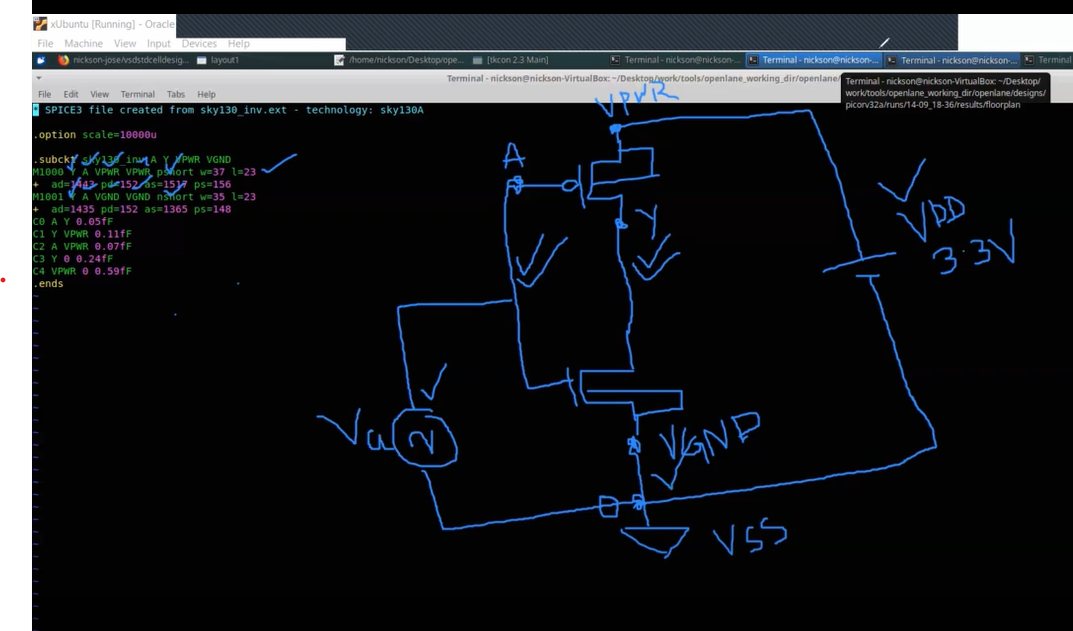 xUbuntu [Running] - Oracle
File Machine View Input Devices Help
nickson-jose/vsdstdcelldesig... layout1 /home/nickson/Desktop/ope... [tkcon 2.3 Main] Terminal - nickson@nickson-... Terminal - nickson@nickson-... Terminal - nickson@nickson-... Terminal
Terminal - nickson@nickson-VirtualBox: ~/Desktop/work/tools/openlane_working_dir/openlane/
Terminal - nickson@nickson-VirtualBox: ~/Desktop/
work/tools/openlane_working_dir/openlane/designs/
picorv32a/runs/14-09_18-36/results/floorplan
File Edit View Terminal Tabs Help
* SPICE3 file created from sky130_inv.ext - technology: sky130A
.option scale=10000u
.subckt sky130_inv A Y VPWR VGND
M1000 Y A VPWR VPWR pshort w=37 l=23
+ ad=1443 pd=152 as=1517 ps=156
M1001 Y A VGND VGND nshort w=35 l=23
+ ad=1435 pd=152 as=1365 ps=148
C0 A Y 0.05fF
C1 Y VPWR 0.11fF
C2 A VPWR 0.07fF
C3 Y 0 0.24fF
C4 VPWR 0 0.59fF
.ends
VPWR
A
Y
VDD
3.3V
Va
VGND
VSS